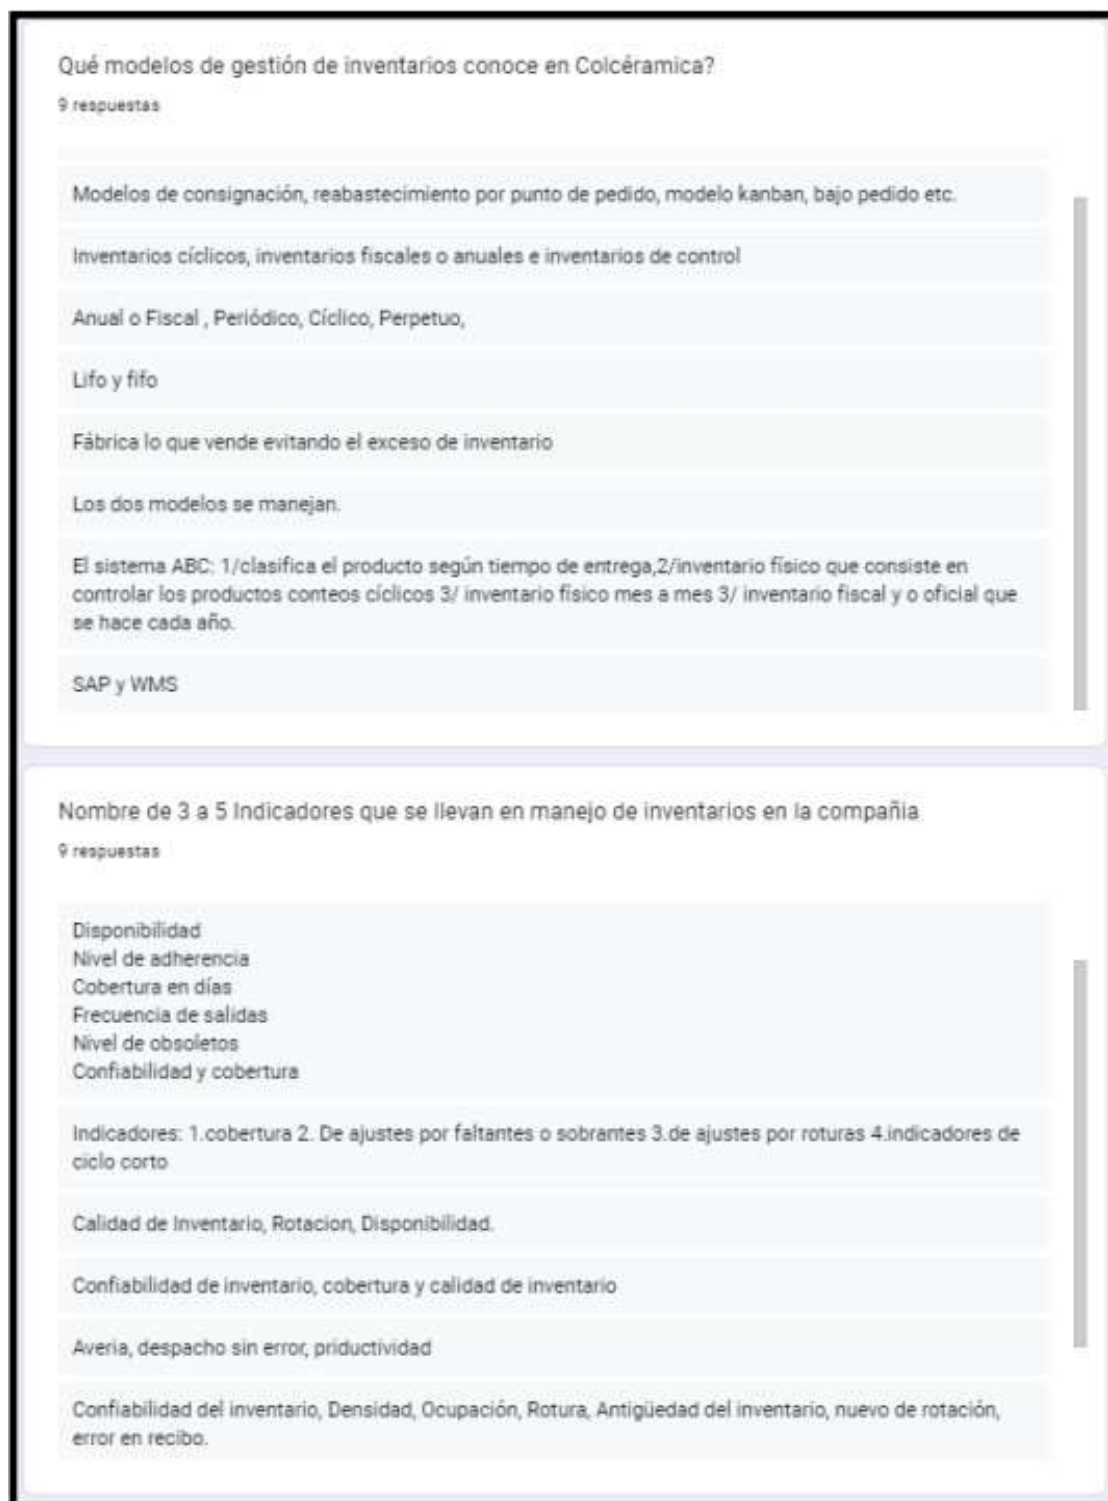 Qué modelos de gestión de inventarios conoce en Colcéramica?
9 respuestas
Modelos de consignación, reabastecimiento por punto de pedido, modelo kanban, bajo pedido etc.
Inventarios cíclicos, inventarios fiscales o anuales e inventarios de control
Anual o Fiscal , Periódico, Cíclico, Perpetuo,
Lifo y fifo
Fábrica lo que vende evitando el exceso de inventario
Los dos modelos se manejan.
El sistema ABC: 1/clasifica el producto según tiempo de entrega,2/inventario físico que consiste en
controlar los productos conteos cíclicos 3/ inventario físico mes a mes 3/ inventario fiscal y o oficial que
se hace cada año.
SAP y WMS
Nombre de 3 a 5 Indicadores que se llevan en manejo de inventarios en la compañia
9 respuestas
Disponibilidad
Nivel de adherencia
Cobertura en días
Frecuencia de salidas
Nivel de obsoletos
Confiabilidad y cobertura
Indicadores: 1.cobertura 2. De ajustes por faltantes o sobrantes 3.de ajustes por roturas 4.indicadores de
ciclo corto
Calidad de Inventario, Rotacion, Disponibilidad.
Confiabilidad de inventario, cobertura y calidad de inventario
Averia, despacho sin error, priductividad
Confiabilidad del inventario, Densidad, Ocupación, Rotura, Antigüedad del inventario, nuevo de rotación,
error en recibo.